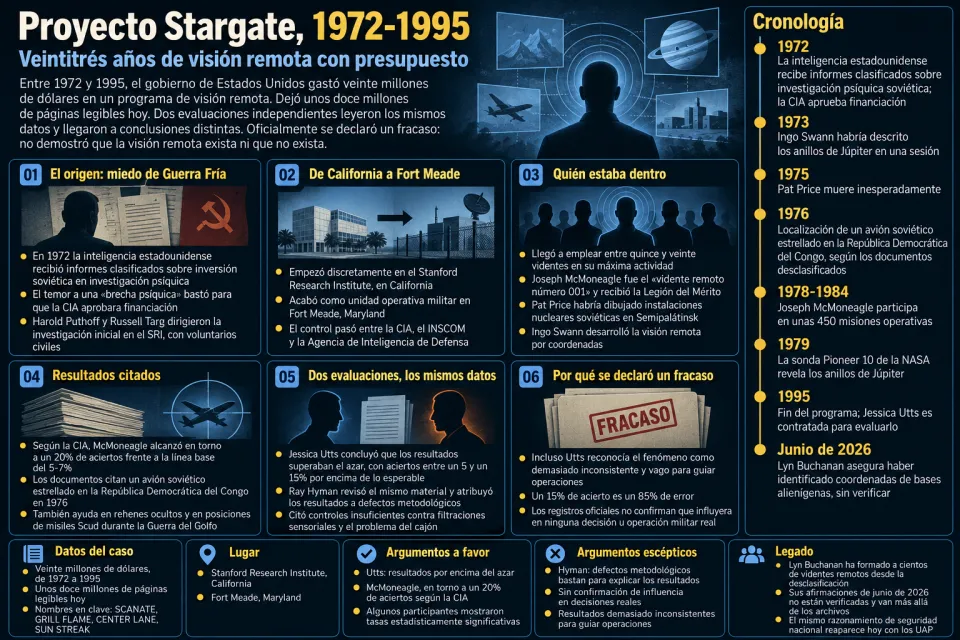 Proyecto Stargate, 1972-1995
Veintitrés años de visión remota con presupuesto
Entre 1972 y 1995, el gobierno de Estados Unidos gastó veinte millones
de dólares en un programa de visión remota. Dejó unos doce millones
de páginas legibles hoy. Dos evaluaciones independientes leyeron los mismos
datos y llegaron a conclusiones distintas. Oficialmente se declaró un fracaso:
no demostró que la visión remota exista ni que no exista.
01 El origen: miedo de Guerra Fría
En 1972 la inteligencia estadounidense
recibió informes clasificados sobre inversión
soviética en investigación psíquica
El temor a una «brecha psíquica» bastó para
que la CIA aprobara financiación
Harold Puthoff y Russell Targ dirigieron la
investigación inicial en el SRI, con voluntarios
civiles
02 De California a Fort Meade
Empezó discretamente en el Stanford
Research Institute, en California
Acabó como unidad operativa militar en
Fort Meade, Maryland
El control pasó entre la CIA, el INSCOM
y la Agencia de Inteligencia de Defensa
03 Quién estaba dentro
Llegó a emplear entre quince y veinte
videntes en su máxima actividad
Joseph McMoneagle fue el «vidente remoto
número 001» y recibió la Legión del Mérito
Pat Price habría dibujado instalaciones
nucleares soviéticas en Semipalátinsk
Ingo Swann desarrolló la visión remota
por coordenadas
04 Resultados citados
Según la CIA, McMoneagle alcanzó en torno
a un 20% de aciertos frente a la línea base
del 5-7%
Los documentos citan un avión soviético
estrellado en la República Democrática del Congo
en 1976
También ayuda en rehenes ocultos y en posiciones
de misiles Scud durante la Guerra del Golfo
05 Dos evaluaciones, los mismos datos
Jessica Utts concluyó que los resultados
superaban el azar, con aciertos entre un 5 y un
15% por encima de lo esperable
Ray Hyman revisó el mismo material y atribuyó
los resultados a defectos metodológicos
Citó controles insuficientes contra filtraciones
sensoriales y el problema del cajón
06 Por qué se declaró un fracaso
FRACASO
Incluso Utts reconocía el fenómeno como
demasiado inconsistente y vago para guiar
operaciones
Un 15% de acierto es un 85% de error
Los registros oficiales no confirman que influyera
en ninguna decisión u operación militar real
Cronología
1972
La inteligencia estadounidense
recibe informes clasificados sobre
investigación psíquica soviética;
la CIA aprueba financiación
1973
Ingo Swann habría descrito
los anillos de Júpiter en una sesión
1975
Pat Price muere inesperadamente
1976
Localización de un avión soviético
estrellado en la República Democrática
del Congo, según los documentos
desclasificados
1978-1984
Joseph McMoneagle participa
en unas 450 misiones operativas
1979
La sonda Pioneer 10 de la NASA
revela los anillos de Júpiter
1995
Fin del programa; Jessica Utts es
contratada para evaluarlo
Junio de 2026
Lyn Buchanan asegura haber
identificado coordenadas de bases
alienígenas, sin verificar
Datos del caso
Veinte millones de dólares,
de 1972 a 1995
Unos doce millones de páginas
legibles hoy
Nombres en clave: SCANATE,
GRILL FLAME, CENTER LANE,
SUN STREAK
Lugar
Stanford Research Institute,
California
Fort Meade, Maryland
Argumentos a favor
Utts: resultados por encima del azar
McMoneagle, en torno a un 20%
de aciertos según la CIA
Algunos participantes mostraron
tasas estadísticamente significativas
Argumentos escépticos
Hyman: defectos metodológicos
bastan para explicar los resultados
Sin confirmación de influencia
en decisiones reales
Resultados demasiado inconsistentes
para guiar operaciones
Legado
Lyn Buchanan ha formado a cientos
de videntes remotos desde la
desclasificación
Sus afirmaciones de junio de 2026
no están verificadas y van más allá
de los archivos
El mismo razonamiento de seguridad
nacional reaparece hoy con los UAP